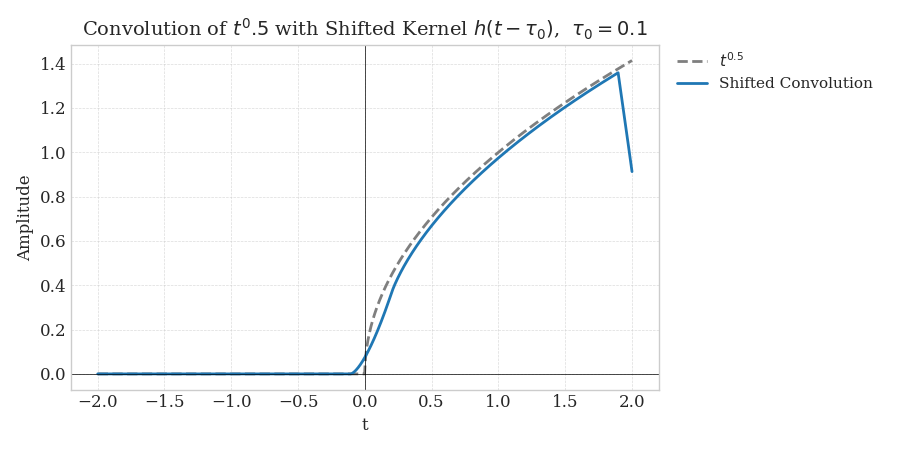 Convolution of $t^0.5$ with Shifted Kernel $h(t − τ_0)$, $τ_0 = 0.1$
t^{0.5}
Shifted Convolution
Amplitude
1.4
1.2
1.0
0.8
0.6
0.4
0.2
0.0
−2.0 −1.5 −1.0 −0.5 0.0 0.5 1.0 1.5 2.0
t